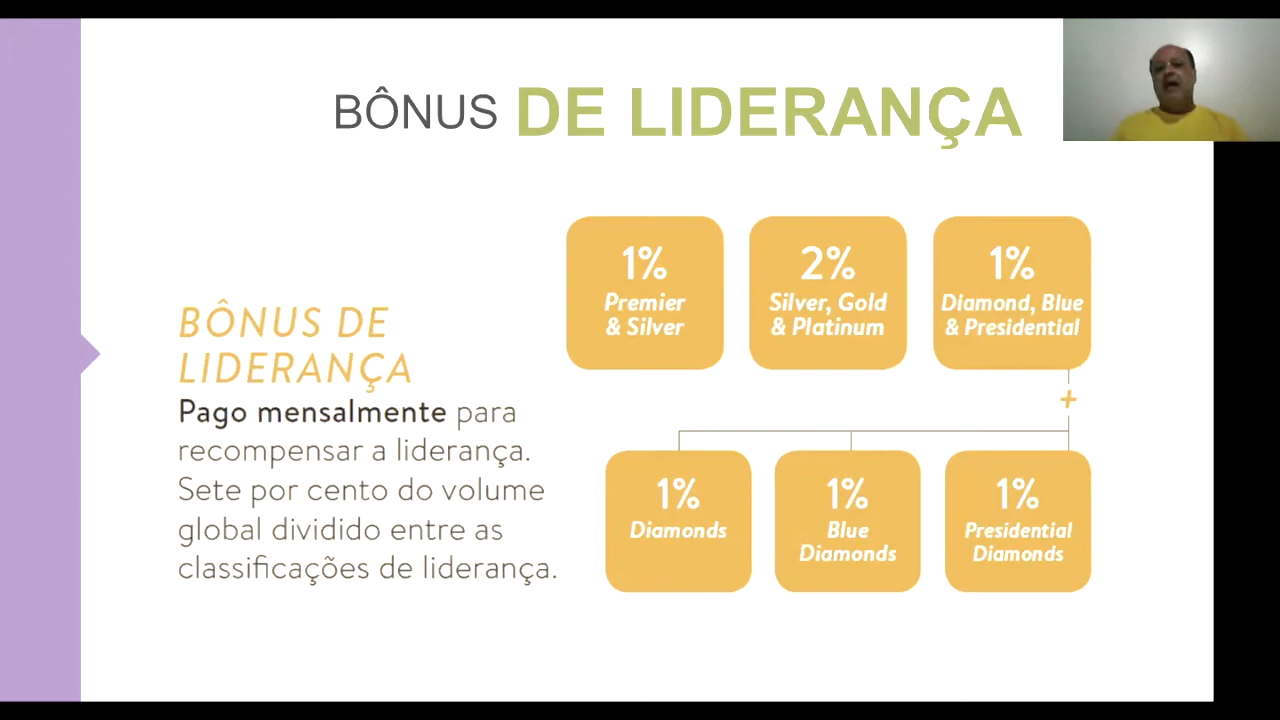 BÔNUS DE LIDERANÇA
1%
Premier
& Silver
2%
Silver, Gold
& Platinum
1%
Diamond, Blue
& Presidential
BÔNUS DE
LIDERANÇA
Pago mensalmente para
recompensar a liderança.
Sete por cento do volume
global dividido entre as
classificações de liderança.
+
1%
Diamonds
1%
Blue
Diamonds
1%
Presidential
Diamonds